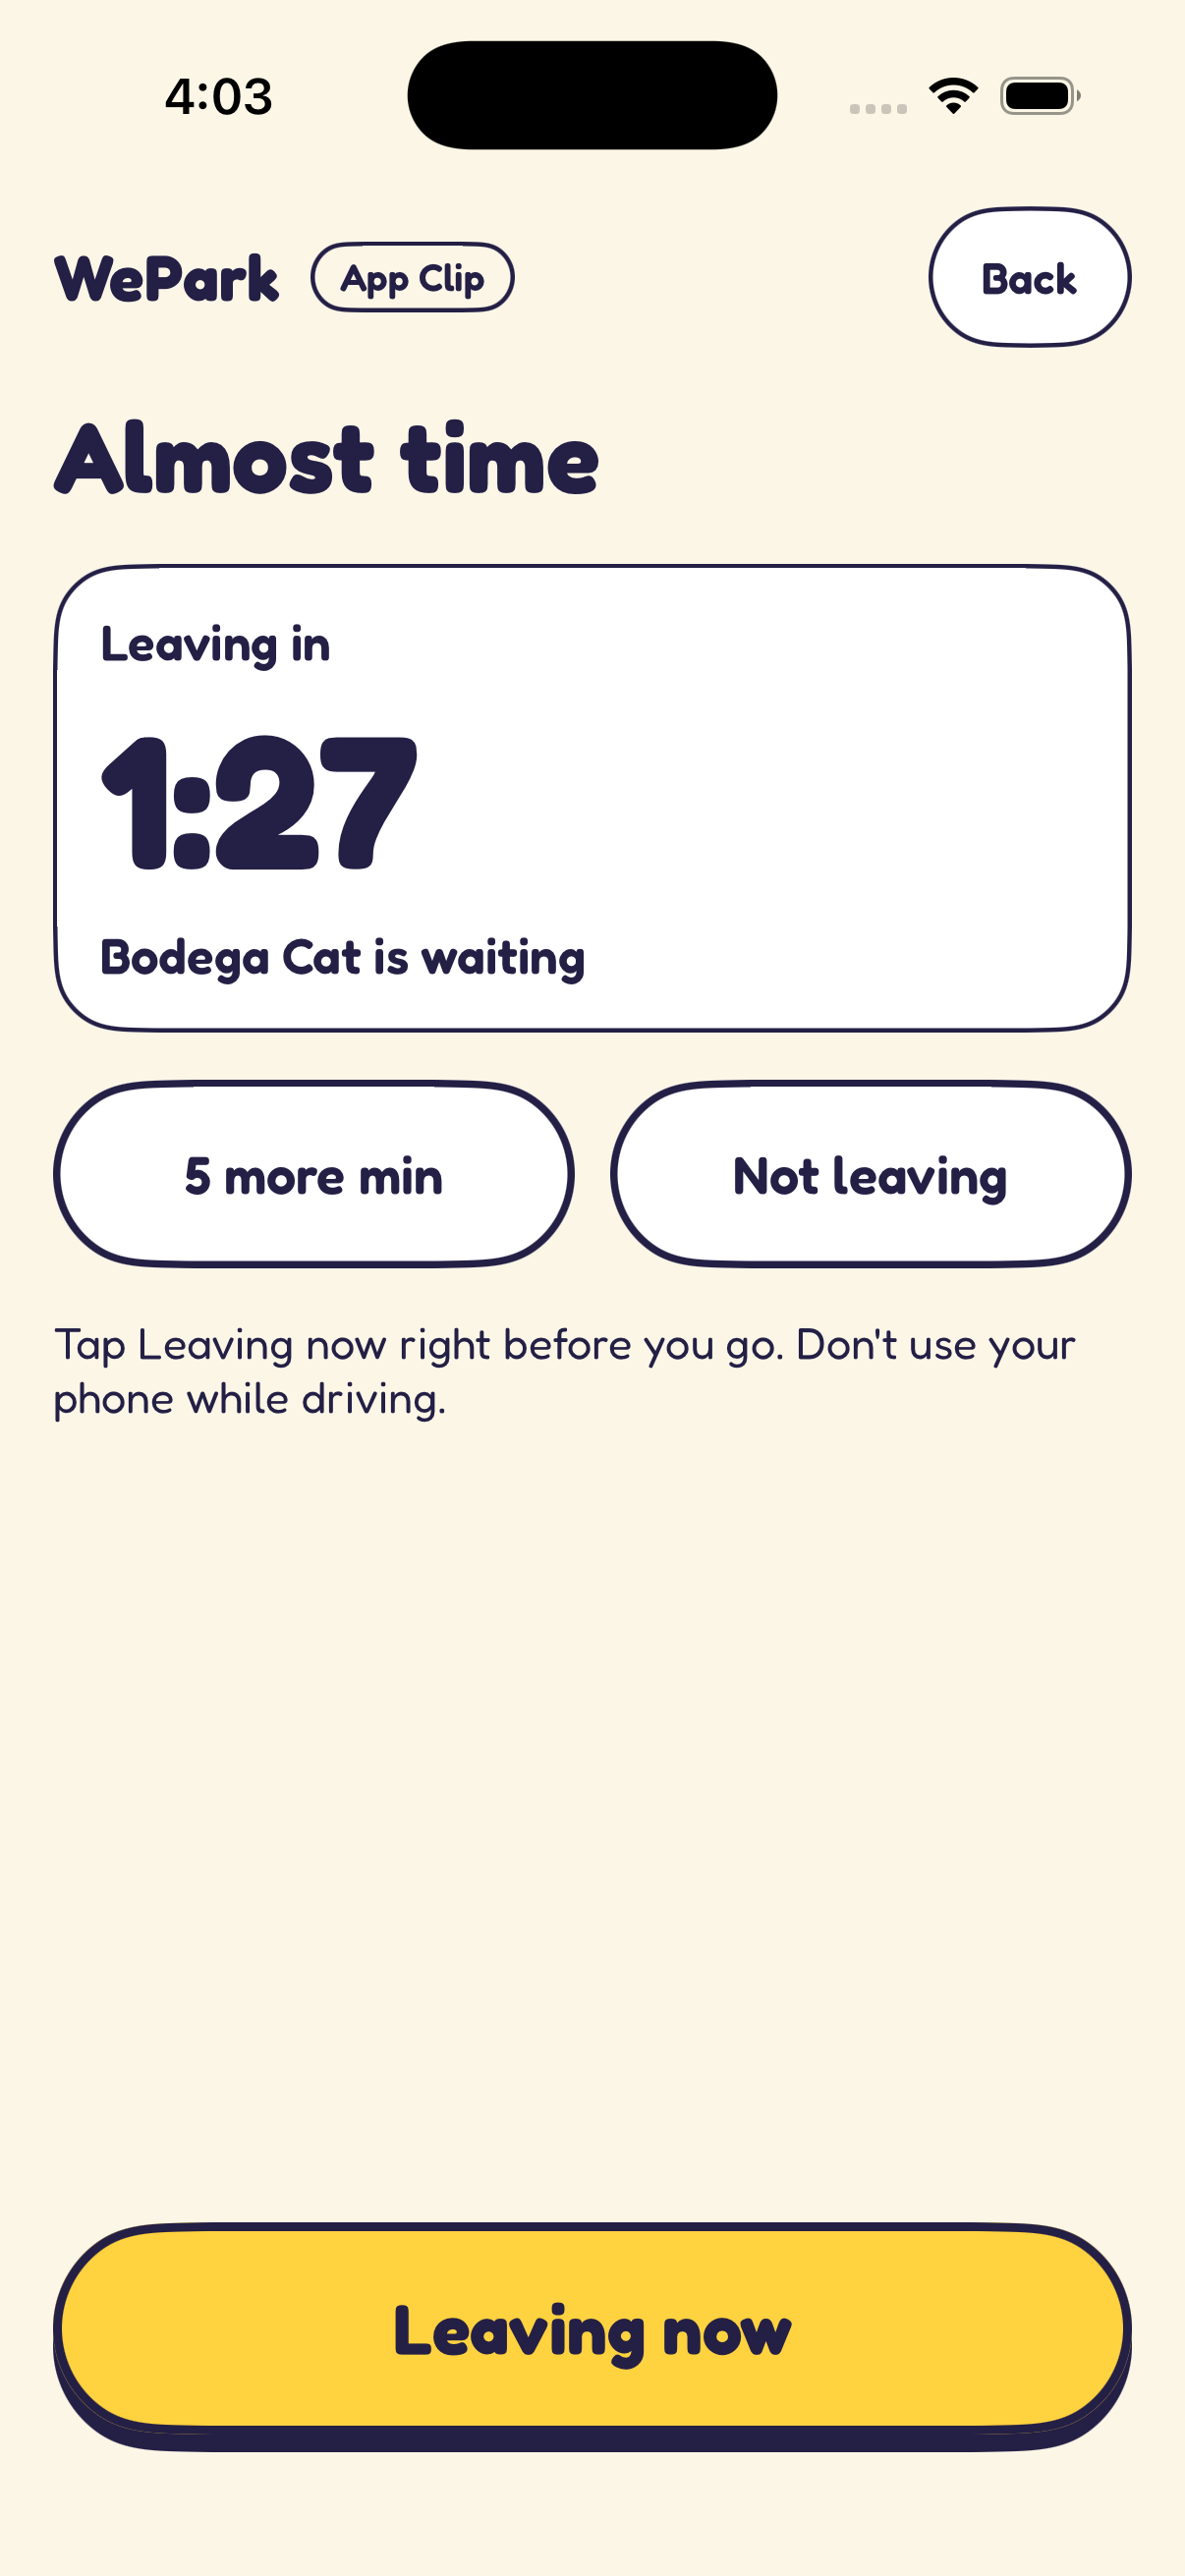 4:03
WePark
App Clip
Back
Almost time
Leaving in
1:27
Bodega Cat is waiting
5 more min
Not leaving
Tap Leaving now right before you go. Don't use your
phone while driving.
Leaving now